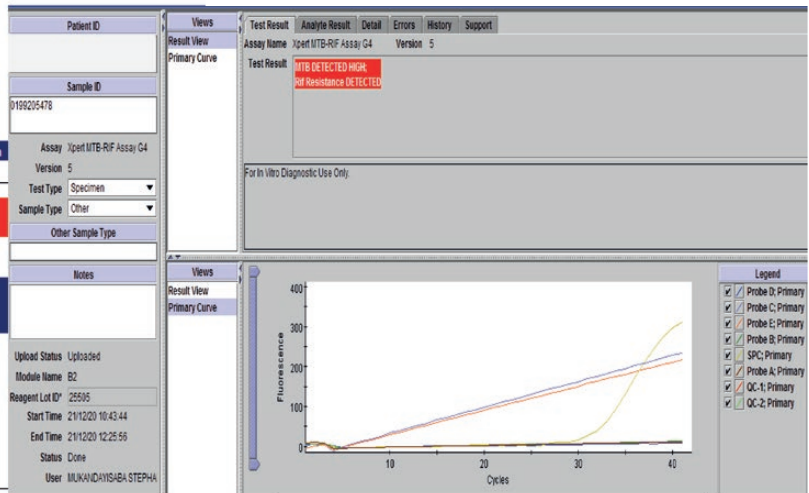 Patient ID
Sample ID
0199205478
Assay Xpert MTB-RIF Assay G4
Version 5
Test Type Specimen
Sample Type Other
Other Sample Type
Notes
Upload Status Uploaded
Module Name B2
Reagent Lot ID* 25505
Start Time 21/12/20 10:43:44
End Time 21/12/20 12:25:56
Status Done
User MUKANDAYISABA STEPHA
Views
Result View
Primary Curve
Test Result Analyte Result Detail Errors History Support
Assay Name Xpert MTB-RIF Assay G4 Version 5
Test Result MTB DETECTED HIGH;
Rif Resistance DETECTED
For In Vitro Diagnostic Use Only.
Views
Result View
Primary Curve
Fluorescence
400
300
200
100
0
10 20 30 40
Cycles
Legend
Probe D; Primary
Probe C; Primary
Probe E; Primary
Probe B; Primary
SPC; Primary
Probe A; Primary
QC-1; Primary
QC-2; Primary